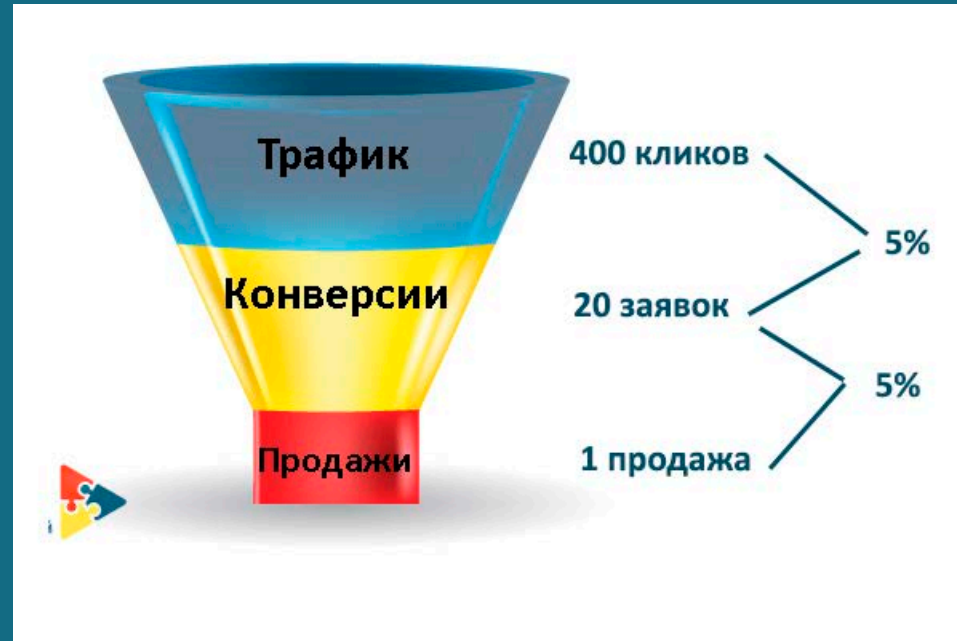 Трафик
400 кликов
5%
Конверсии
20 заявок
5%
Продажи
1 продажа